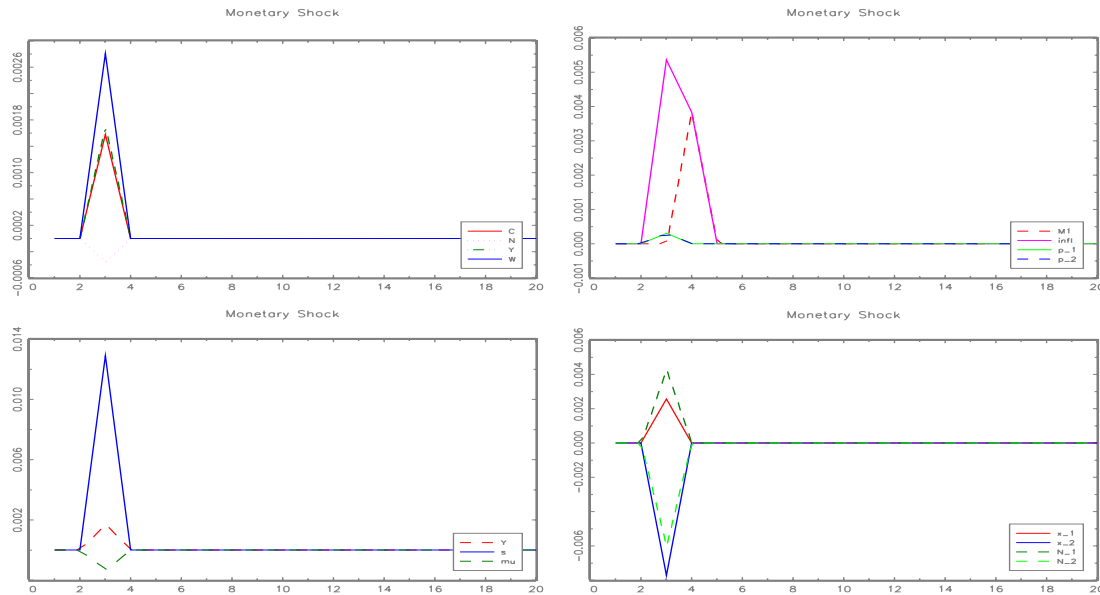 Monetary Shock
0.0026
0.0018
0.0010
0.0002
−0.0006
C
N
Y
W
0 2 4 6 8 10 12 14 16 18 20
Monetary Shock
0.006
0.005
0.004
0.003
0.002
0.001
0.000
−0.001
M1
infl
p_1
p_2
0 2 4 6 8 10 12 14 16 18 20
Monetary Shock
0.014
0.010
0.006
0.002
Y
s
mu
0 2 4 6 8 10 12 14 16 18 20
Monetary Shock
0.006
0.004
0.002
0.000
−0.002
−0.006
x_1
x_2
N_1
N_2
0 2 4 6 8 10 12 14 16 18 20